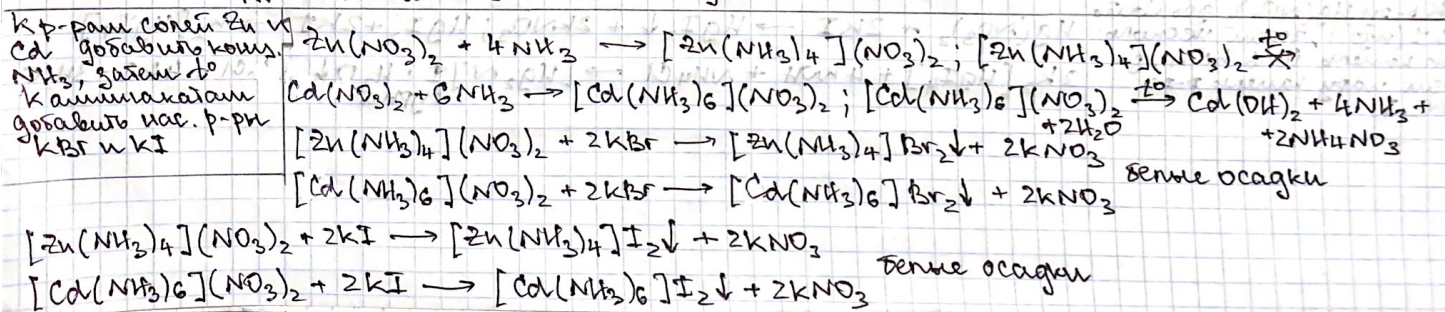 К р-рам солей Zn и
Cd добавить конц.
NH₃, затем t°
К аммиакатам
добавить нас. р-ры
KBr и KI
Zn(NO₃)₂ + 4NH₃ → [Zn(NH₃)₄](NO₃)₂ ; [Zn(NH₃)₄](NO₃)₂ t° ↛
Cd(NO₃)₂ + 6NH₃ → [Cd(NH₃)₆](NO₃)₂ ; [Cd(NH₃)₆](NO₃)₂ +2H₂O t° → Cd(OH)₂ + 4NH₃ +
+2NH4NO₃
[Zn(NH₃)₄](NO₃)₂ + 2KBr → [Zn(NH₃)₄]Br₂↓ + 2KNO₃
[Cd(NH₃)₆](NO₃)₂ + 2KBr → [Cd(NH₃)₆]Br₂↓ + 2KNO₃
белые осадки
[Zn(NH₃)₄](NO₃)₂ + 2KI → [Zn(NH₃)₄]I₂↓ + 2KNO₃
[Cd(NH₃)₆](NO₃)₂ + 2KI → [Cd(NH₃)₆]I₂↓ + 2KNO₃
белые осадки